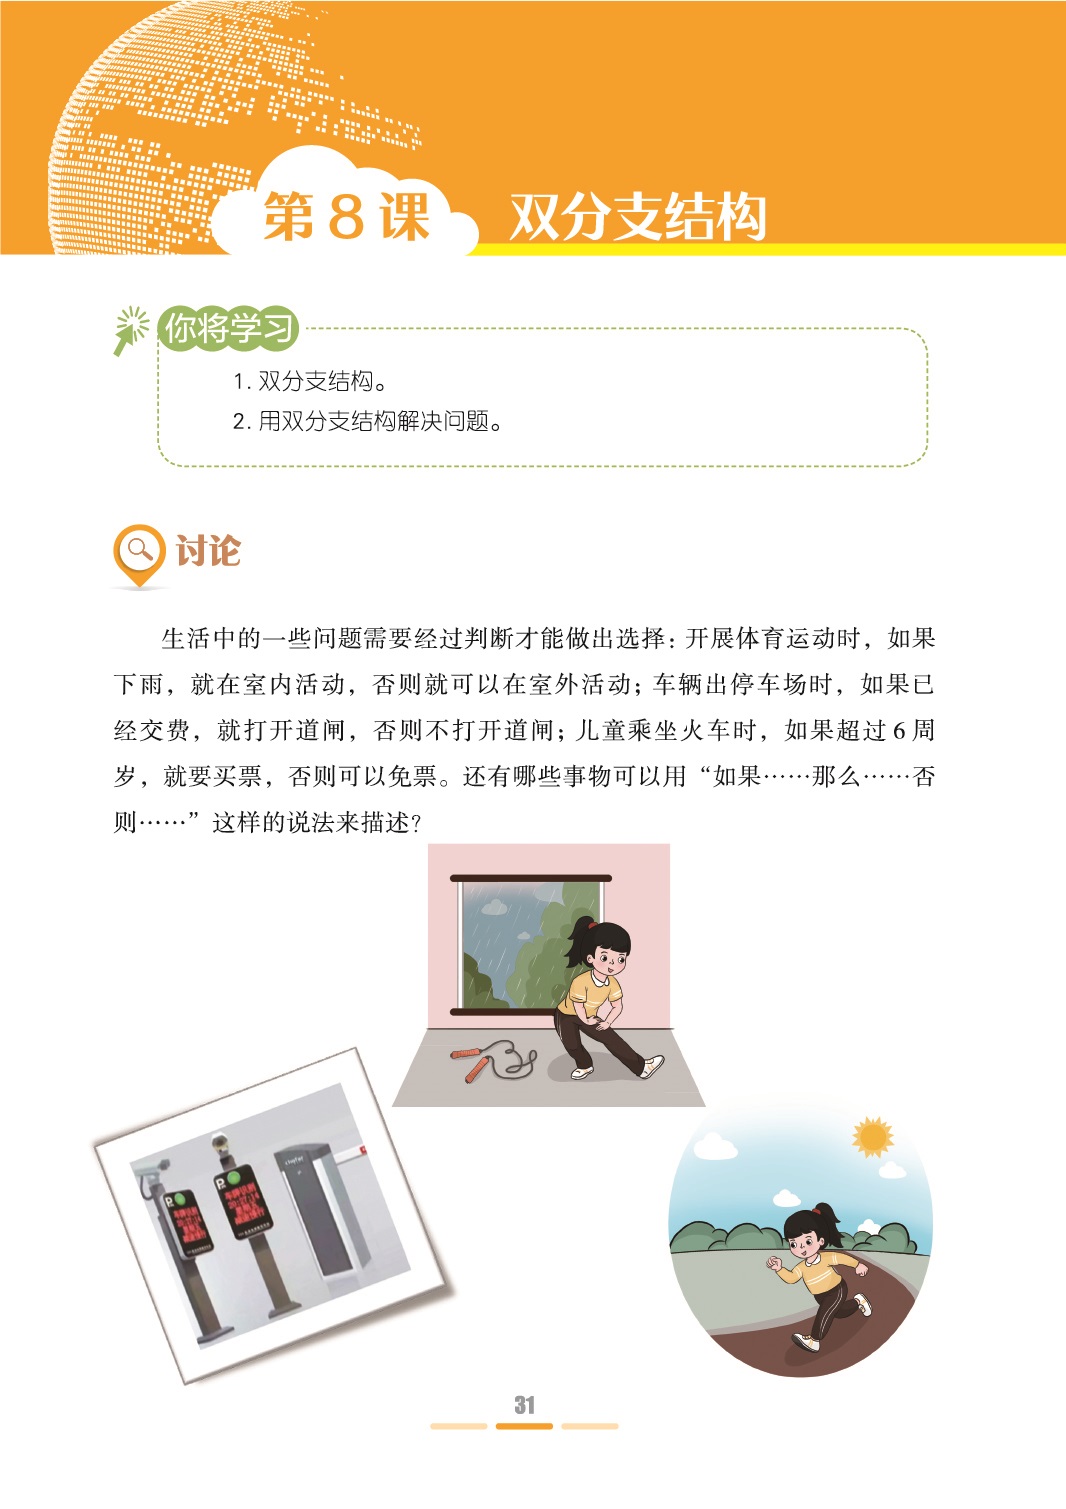 第 8 课 双分支结构
你将学习
1. 双分支结构。
2. 用双分支结构解决问题。
讨论
生活中的一些问题需要经过判断才能做出选择：开展体育运动时，如果
下雨，就在室内活动，否则就可以在室外活动；车辆出停车场时，如果已
经交费，就打开道闸，否则不打开道闸；儿童乘坐火车时，如果超过 6 周
岁，就要买票，否则可以免票。还有哪些事物可以用“如果……那么……否
则……”这样的说法来描述？
31